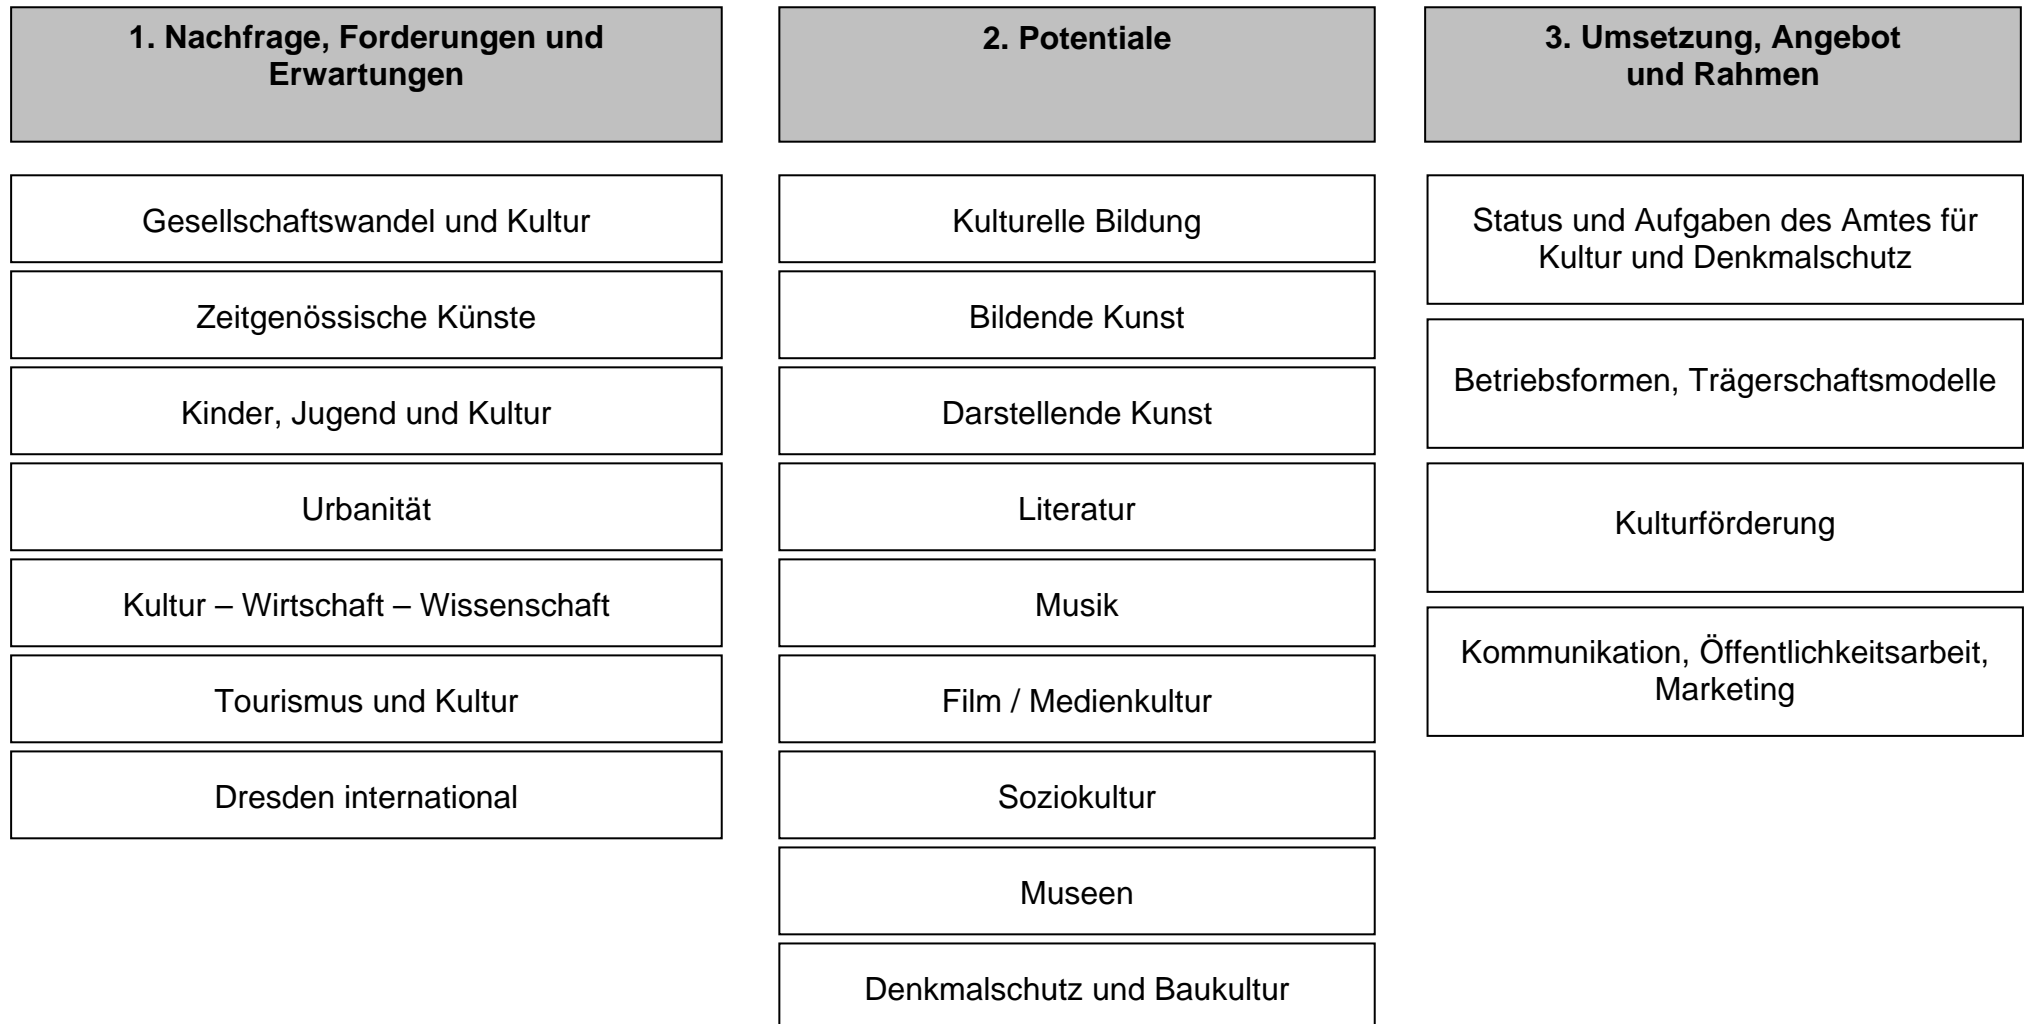 1. Nachfrage, Forderungen und
Erwartungen
Gesellschaftswandel und Kultur
Zeitgenössische Künste
Kinder, Jugend und Kultur
Urbanität
Kultur – Wirtschaft – Wissenschaft
Tourismus und Kultur
Dresden international
2. Potentiale
Kulturelle Bildung
Bildende Kunst
Darstellende Kunst
Literatur
Musik
Film / Medienkultur
Soziokultur
Museen
Denkmalschutz und Baukultur
3. Umsetzung, Angebot
und Rahmen
Status und Aufgaben des Amtes für
Kultur und Denkmalschutz
Betriebsformen, Trägerschaftsmodelle
Kulturförderung
Kommunikation, Öffentlichkeitsarbeit,
Marketing